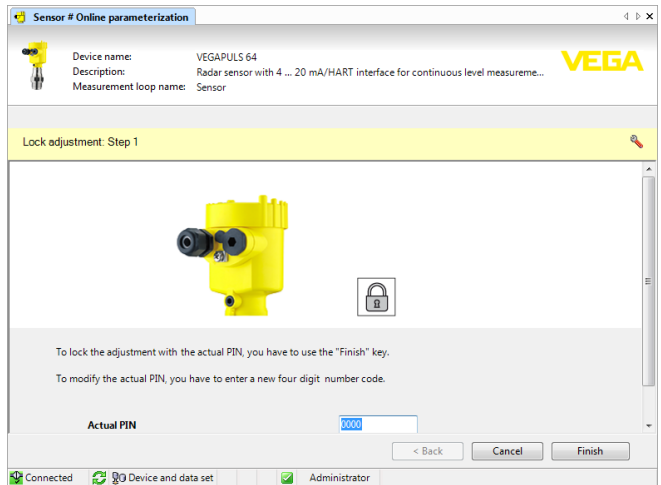 Sensor # Online parameterization
Device name: VEGAPULS 64
Description: Radar sensor with 4 ... 20 mA/HART interface for continuous level measureme...
Measurement loop name: Sensor
VEGA
Lock adjustment: Step 1
To lock the adjustment with the actual PIN, you have to use the "Finish" key.
To modify the actual PIN, you have to enter a new four digit number code.
Actual PIN 0000
< Back Cancel Finish
Connected Device and data set Administrator